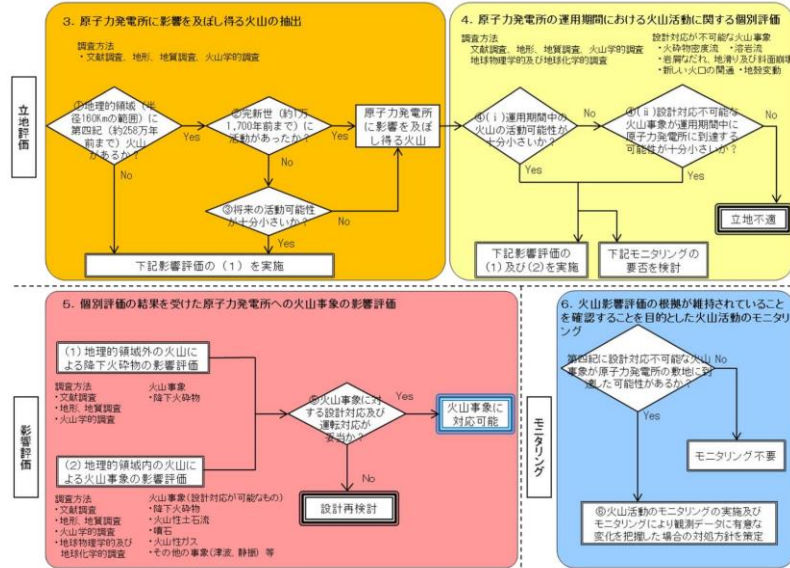 3. 原子力発電所に影響を及ぼし得る火山の抽出
調査方法
・文献調査、地形、地質調査、火山学的調査
立地評価
①地理的領域(半
径160Kmの範囲)に
第四紀(約258万年
前まで)火山
があるか?
Yes
No
②完新世(約1万
1,700年前まで)に
活動があったか?
Yes
No
原子力発電所
に影響を及ぼ
し得る火山
③将来の活動可能性
が十分小さいか?
No
Yes
下記影響評価の(1)を実施
4. 原子力発電所の運用期間における火山活動に関する個別評価
調査方法
文献調査、地形、地質調査、火山学的調査
地球物理学的及び地球化学的調査
設計対応が不可能な火山事象
・火砕物密度流 ・溶岩流
・岩屑なだれ、地滑り及び斜面崩壊
・新しい火口の開通 ・地殻変動
④(ⅰ)運用期間中の
火山の活動可能性が
十分小さいか?
No
Yes
④(ⅱ)設計対応不可能な
火山事象が運用期間中に
原子力発電所に到達する
可能性が十分小さいか?
No
Yes
立地不適
下記影響評価の
(1)及び(2)を実施
下記モニタリングの
要否を検討
5. 個別評価の結果を受けた原子力発電所への火山事象の影響評価
影響評価
(1)地理的領域外の火山に
よる降下火砕物の影響評価
調査方法
・文献調査
・地形、地質調査
・火山学的調査
火山事象
・降下火砕物
(2)地理的領域内の火山に
よる火山事象の影響評価
調査方法
・文献調査
・地形、地質調査
・火山学的調査
・地球物理学的及び
地球化学的調査
火山事象(設計対応が可能なもの)
・降下火砕物
・火山性土石流
・噴石
・火山性ガス
・その他の事象(津波、静振)等
⑤火山事象に対
する設計対応及び
運転対応が
妥当か?
Yes
No
火山事象に
対応可能
設計再検討
モニタリング
6. 火山影響評価の根拠が維持されていること
を確認することを目的とした火山活動のモニタ
リング
第四紀に設計対応不可能な火山
事象が原子力発電所の敷地に到
達した可能性があるか?
No
Yes
モニタリング不要
⑥火山活動のモニタリングの実施及び
モニタリングにより観測データに有意な
変化を把握した場合の対処方針を策定